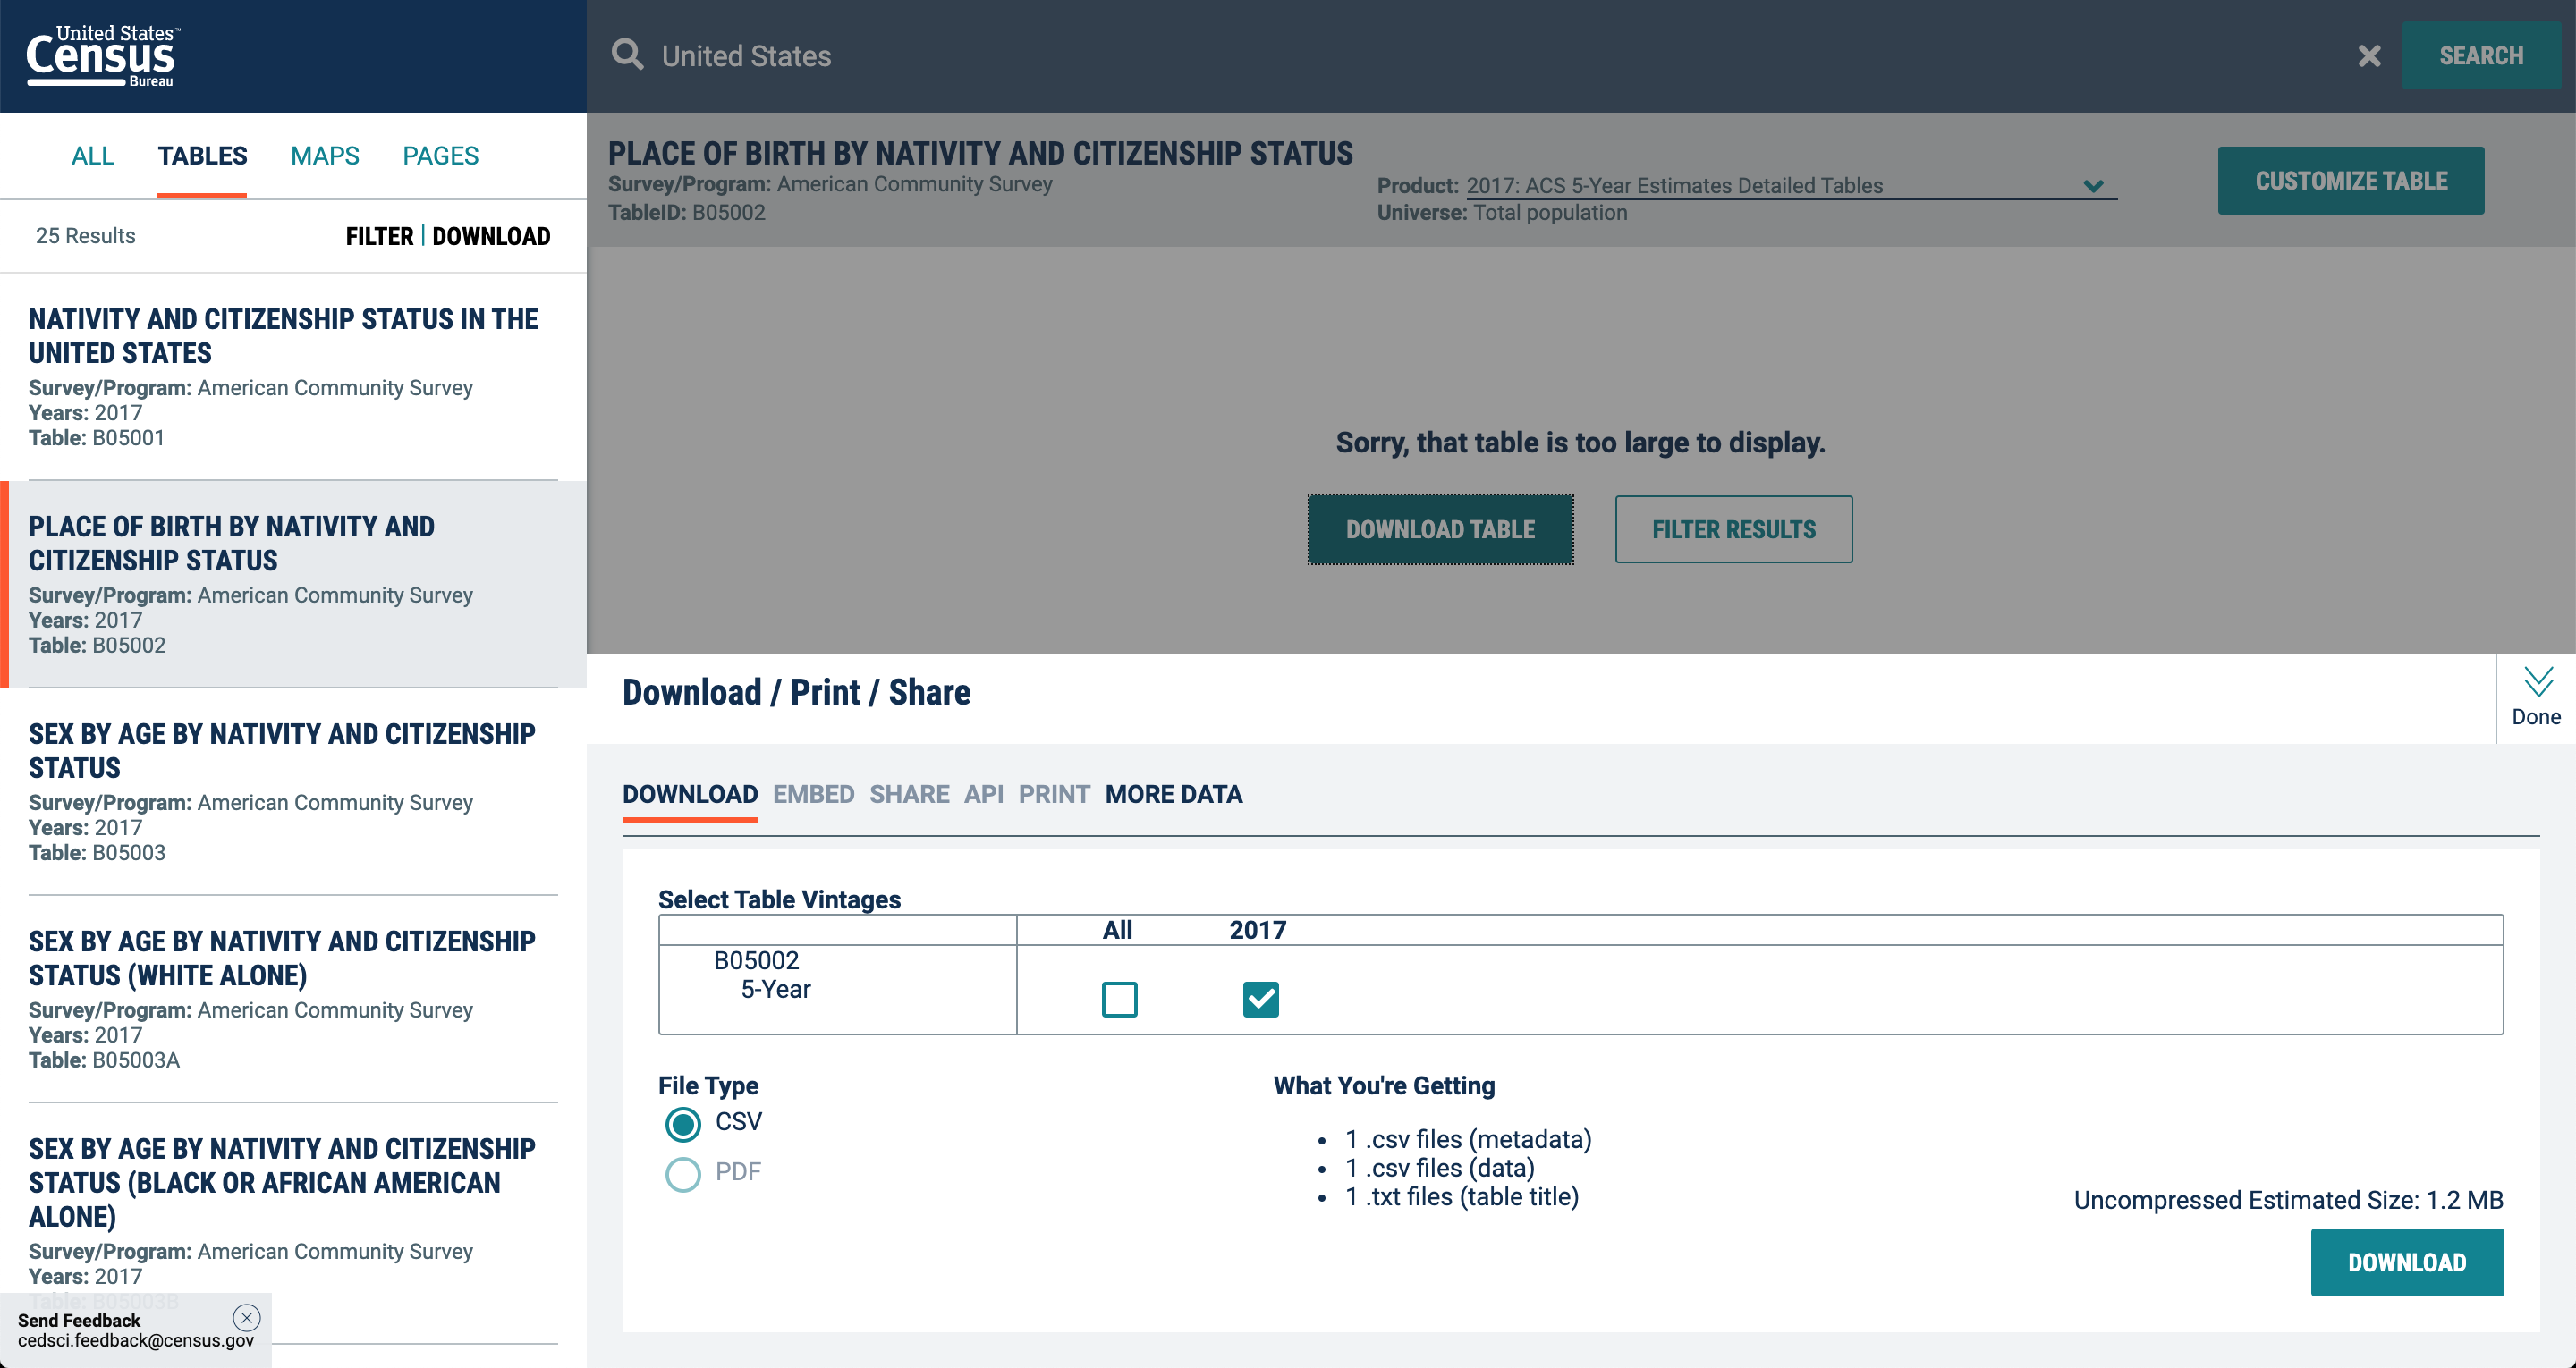 United States™
Census
Bureau
United States
SEARCH
ALL TABLES MAPS PAGES
25 Results
FILTER | DOWNLOAD
NATIVITY AND CITIZENSHIP STATUS IN THE
UNITED STATES
Survey/Program: American Community Survey
Years: 2017
Table: B05001
PLACE OF BIRTH BY NATIVITY AND
CITIZENSHIP STATUS
Survey/Program: American Community Survey
Years: 2017
Table: B05002
SEX BY AGE BY NATIVITY AND CITIZENSHIP
STATUS
Survey/Program: American Community Survey
Years: 2017
Table: B05003
SEX BY AGE BY NATIVITY AND CITIZENSHIP
STATUS (WHITE ALONE)
Survey/Program: American Community Survey
Years: 2017
Table: B05003A
SEX BY AGE BY NATIVITY AND CITIZENSHIP
STATUS (BLACK OR AFRICAN AMERICAN
ALONE)
Survey/Program: American Community Survey
Years: 2017
Table: B05003B
Send Feedback
cedsci.feedback@census.gov
PLACE OF BIRTH BY NATIVITY AND CITIZENSHIP STATUS
Survey/Program: American Community Survey
TableID: B05002
Product: 2017: ACS 5-Year Estimates Detailed Tables
Universe: Total population
CUSTOMIZE TABLE
Sorry, that table is too large to display.
DOWNLOAD TABLE
FILTER RESULTS
Download / Print / Share
Done
DOWNLOAD EMBED SHARE API PRINT MORE DATA
Select Table Vintages
All 2017
B05002
5-Year
File Type
CSV
PDF
What You're Getting
• 1 .csv files (metadata)
• 1 .csv files (data)
• 1 .txt files (table title)
Uncompressed Estimated Size: 1.2 MB
DOWNLOAD